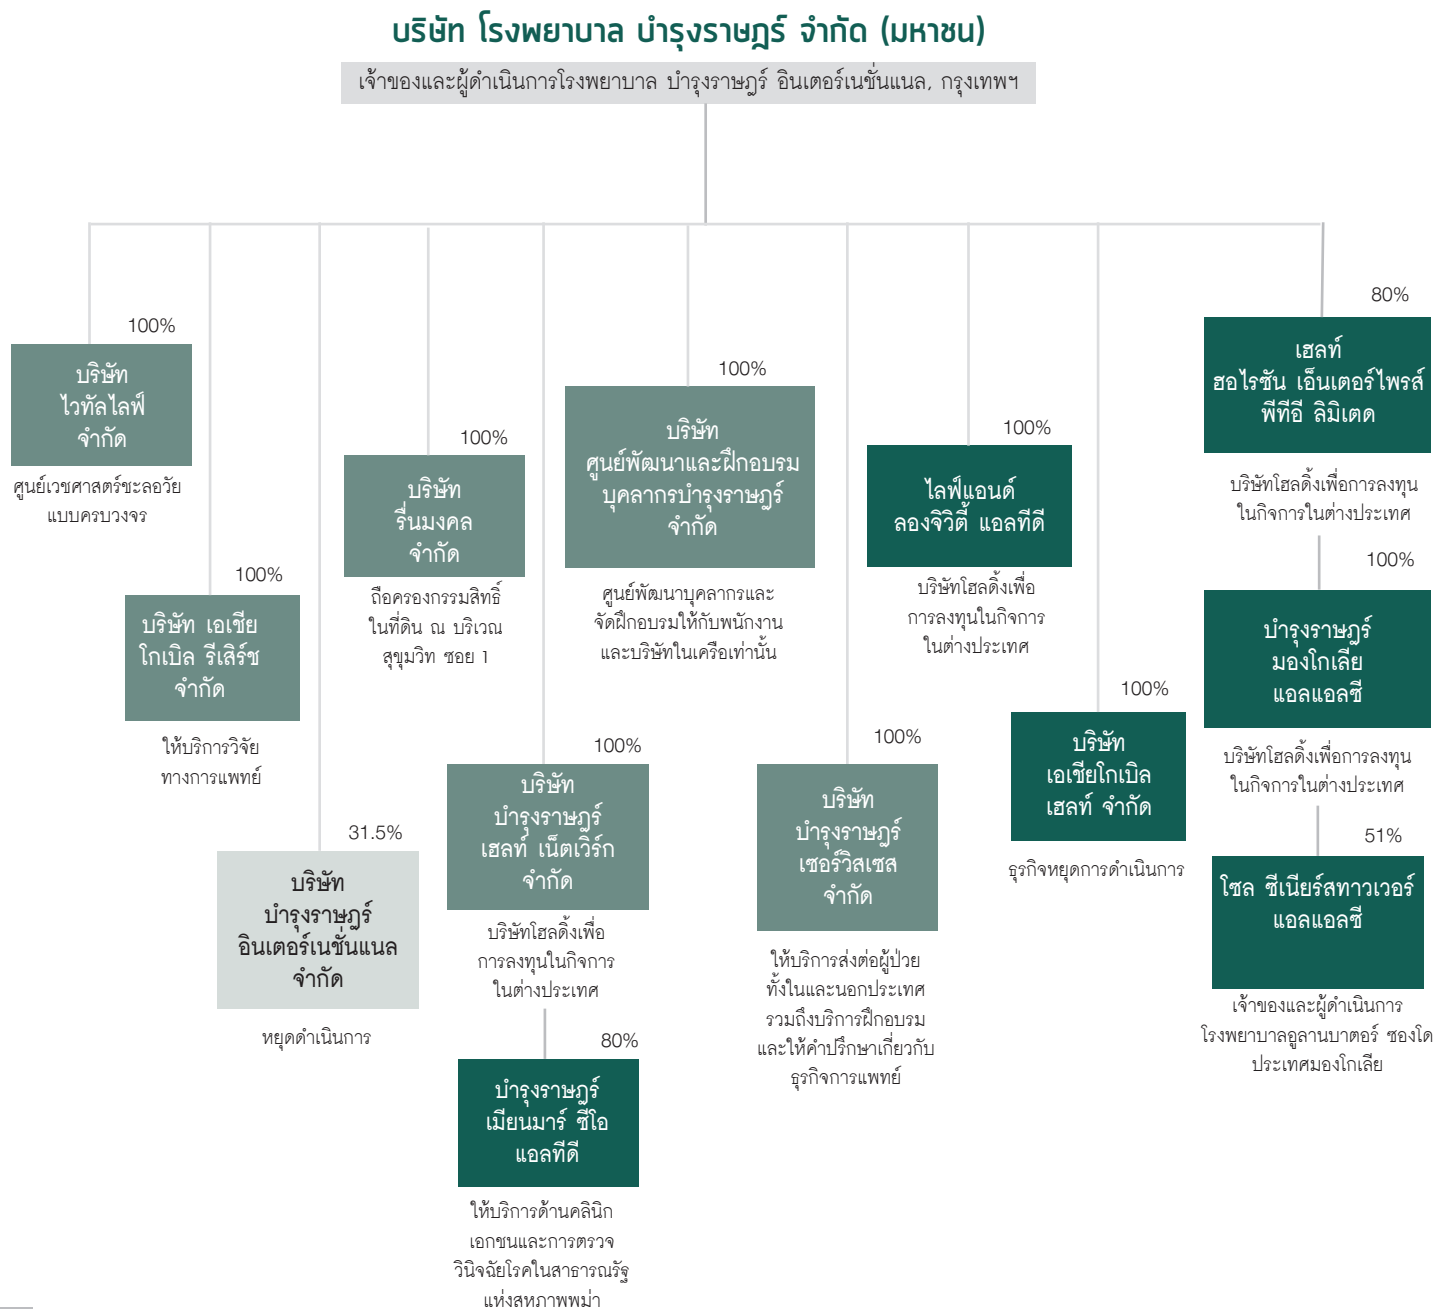 บริษัท โรงพยาบาล บำรุงราษฎร์ จำกัด (มหาชน)
เจ้าของและผู้ดำเนินการโรงพยาบาล บำรุงราษฎร์ อินเตอร์เนชั่นแนล, กรุงเทพฯ
100%
บริษัท
ไวทัลไลฟ์
จำกัด
ศูนย์เวชศาสตร์ชะลอวัย
แบบครบวงจร
100%
บริษัท เอเชีย
โกเบิล รีเสิร์ช
จำกัด
ให้บริการวิจัย
ทางการแพทย์
31.5%
บริษัท
บำรุงราษฎร์
อินเตอร์เนชั่นแนล
จำกัด
หยุดดำเนินการ
100%
บริษัท
รื่นมงคล
จำกัด
ถือครองกรรมสิทธิ์
ในที่ดิน ณ บริเวณ
สุขุมวิท ซอย 1
100%
บริษัท
บำรุงราษฎร์
เฮลท์ เน็ตเวิร์ก
จำกัด
บริษัทโฮลดิ้งเพื่อ
การลงทุนในกิจการ
ในต่างประเทศ
80%
บำรุงราษฎร์
เมียนมาร์ ซีโอ
แอลทีดี
ให้บริการด้านคลินิก
เอกชนและการตรวจ
วินิจฉัยโรคในสาธารณรัฐ
แห่งสหภาพพม่า
100%
บริษัท
ศูนย์พัฒนาและฝึกอบรม
บุคลากรบำรุงราษฎร์
จำกัด
ศูนย์พัฒนาบุคลากรและ
จัดฝึกอบรมให้กับพนักงาน
และบริษัทในเครือเท่านั้น
100%
บริษัท
บำรุงราษฎร์
เซอร์วิสเซส
จำกัด
ให้บริการส่งต่อผู้ป่วย
ทั้งในและนอกประเทศ
รวมถึงบริการฝึกอบรม
และให้คำปรึกษาเกี่ยวกับ
ธุรกิจการแพทย์
100%
ไลฟ์แอนด์
ลองจิวิตี้ แอลทีดี
บริษัทโฮลดิ้งเพื่อ
การลงทุนในกิจการ
ในต่างประเทศ
100%
บริษัท
เอเชียโกเบิล
เฮลท์ จำกัด
ธุรกิจหยุดการดำเนินการ
80%
เฮลท์
ฮอไรซัน เอ็นเตอร์ไพรส์
พีทีอี ลิมิเตด
บริษัทโฮลดิ้งเพื่อการลงทุน
ในกิจการในต่างประเทศ
100%
บำรุงราษฎร์
มองโกเลีย
แอลแอลซี
บริษัทโฮลดิ้งเพื่อการลงทุน
ในกิจการในต่างประเทศ
51%
โซล ซีเนียร์สทาวเวอร์
แอลแอลซี
เจ้าของและผู้ดำเนินการ
โรงพยาบาลอูลานบาตอร์ ซองโด
ประเทศมองโกเลีย